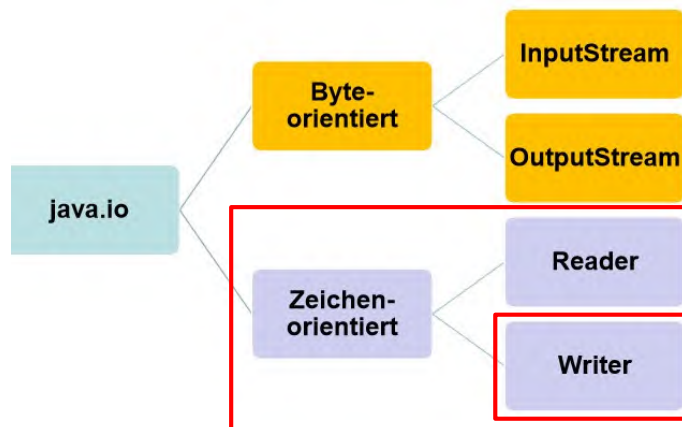 java.io
Byte-
orientiert
InputStream
OutputStream
Zeichen-
orientiert
Reader
Writer